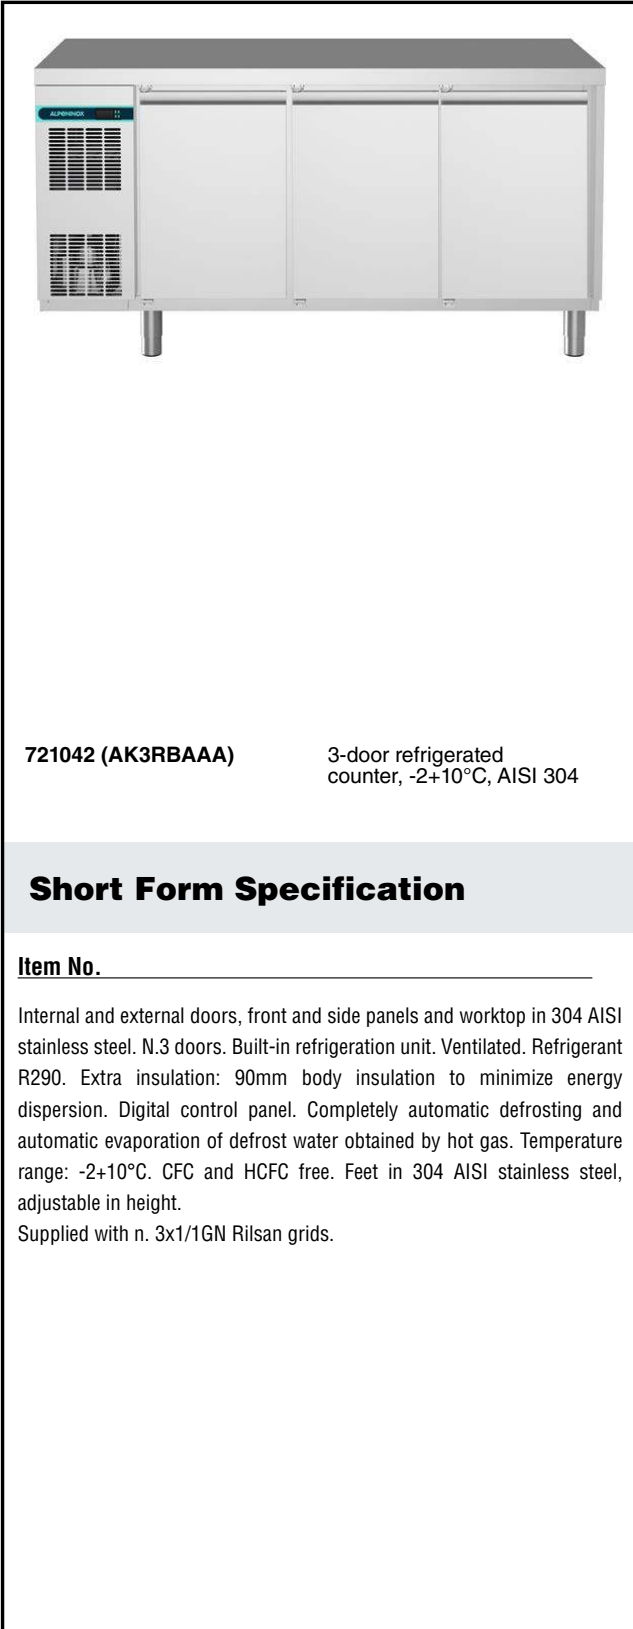 ALPENINOX
721042 (AK3RBAAA)
3-door refrigerated
counter, -2+10°C, AISI 304
Short Form Specification
Item No.
Internal and external doors, front and side panels and worktop in 304 AISI
stainless steel. N.3 doors. Built-in refrigeration unit. Ventilated. Refrigerant
R290. Extra insulation: 90mm body insulation to minimize energy
dispersion. Digital control panel. Completely automatic defrosting and
automatic evaporation of defrost water obtained by hot gas. Temperature
range: -2+10°C. CFC and HCFC free. Feet in 304 AISI stainless steel,
adjustable in height.
Supplied with n. 3x1/1GN Rilsan grids.